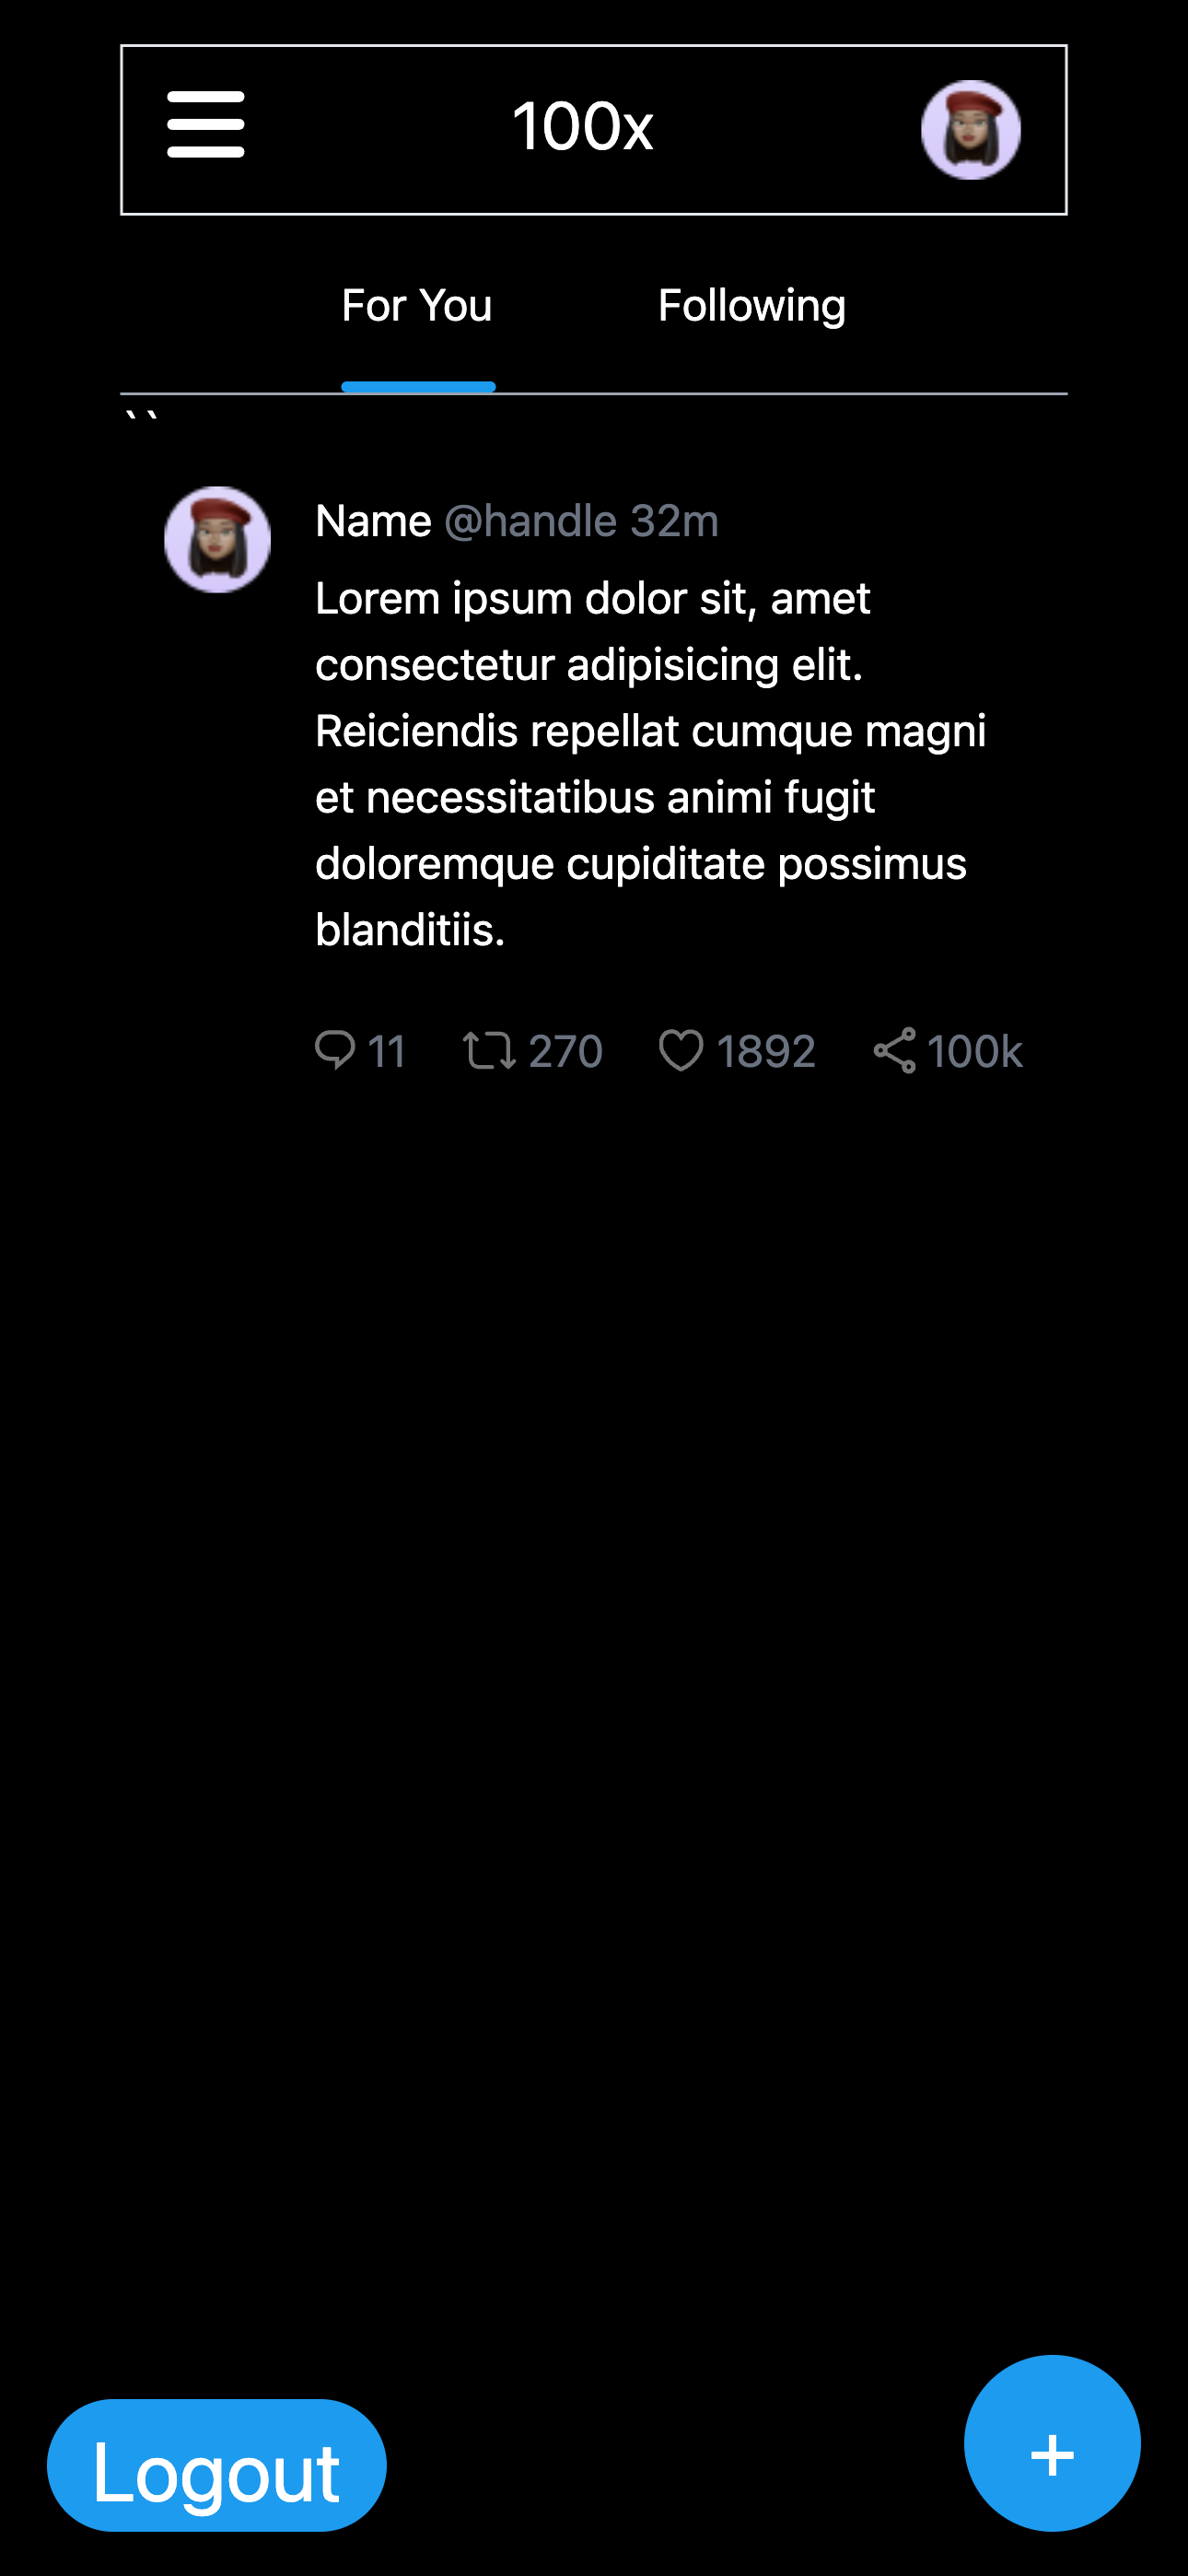 100x
For You Following
``
Name @handle 32m
Lorem ipsum dolor sit, amet
consectetur adipisicing elit.
Reiciendis repellat cumque magni
et necessitatibus animi fugit
doloremque cupiditate possimus
blanditiis.
11 270 1892 100k
Logout +